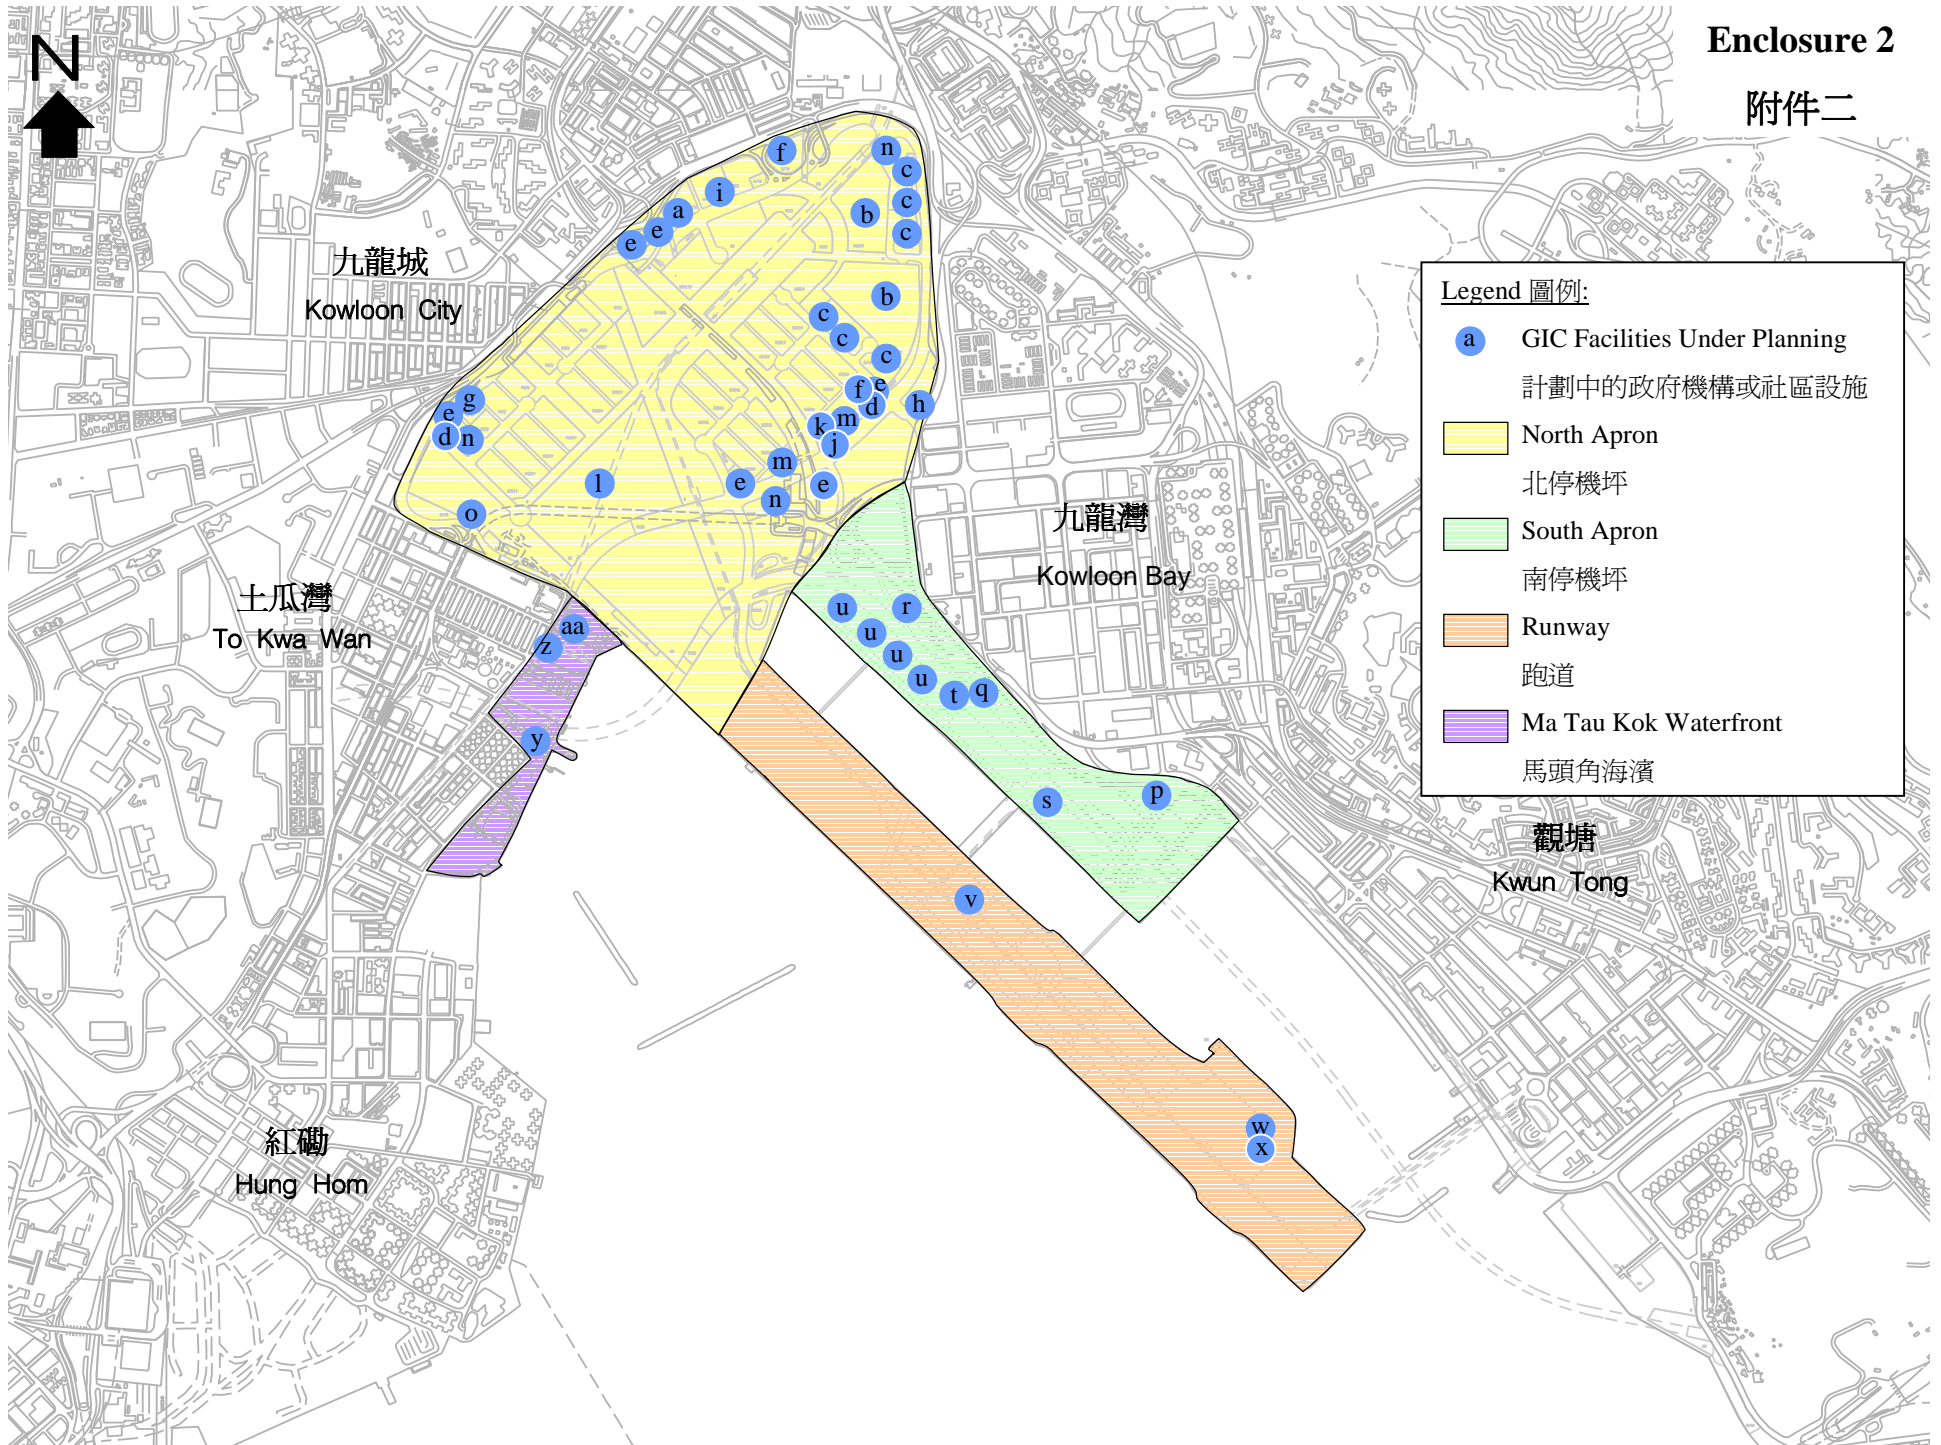 N
Enclosure 2
附件二
f
n
c
i
c
a
b
e
c
e
九龍城
Kowloon City
b
c
c
c
e
f
d
h
g
e
m
k
d
n
j
m
l
e
e
n
o
九龍灣
Kowloon Bay
土瓜灣
To Kwa Wan
aa
z
y
u
r
u
u
u
t
q
s
p
v
w
x
觀塘
Kwun Tong
紅磡
Hung Hom
Legend 圖例:
a GIC Facilities Under Planning
計劃中的政府機構或社區設施
North Apron
北停機坪
South Apron
南停機坪
Runway
跑道
Ma Tau Kok Waterfront
馬頭角海濱